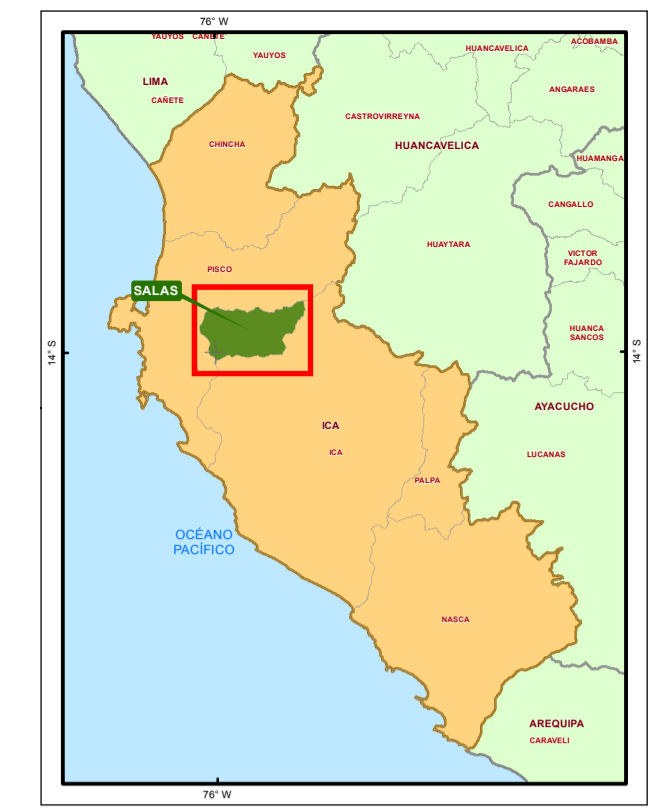 76° W
YAUYOS CAÑETE
YAUYOS
HUANCAVELICA
ACOBAMBA
LIMA
CAÑETE
ANGARAES
CASTROVIRREYNA
CHINCHA
HUANCAVELICA
HUAMANGA
CANGALLO
HUAYTARA
VICTOR
FAJARDO
PISCO
SALAS
HUANCA
SANCOS
14° S
14° S
AYACUCHO
ICA
ICA
LUCANAS
PALPA
OCÉANO
PACÍFICO
NASCA
AREQUIPA
CARAVELI
76° W